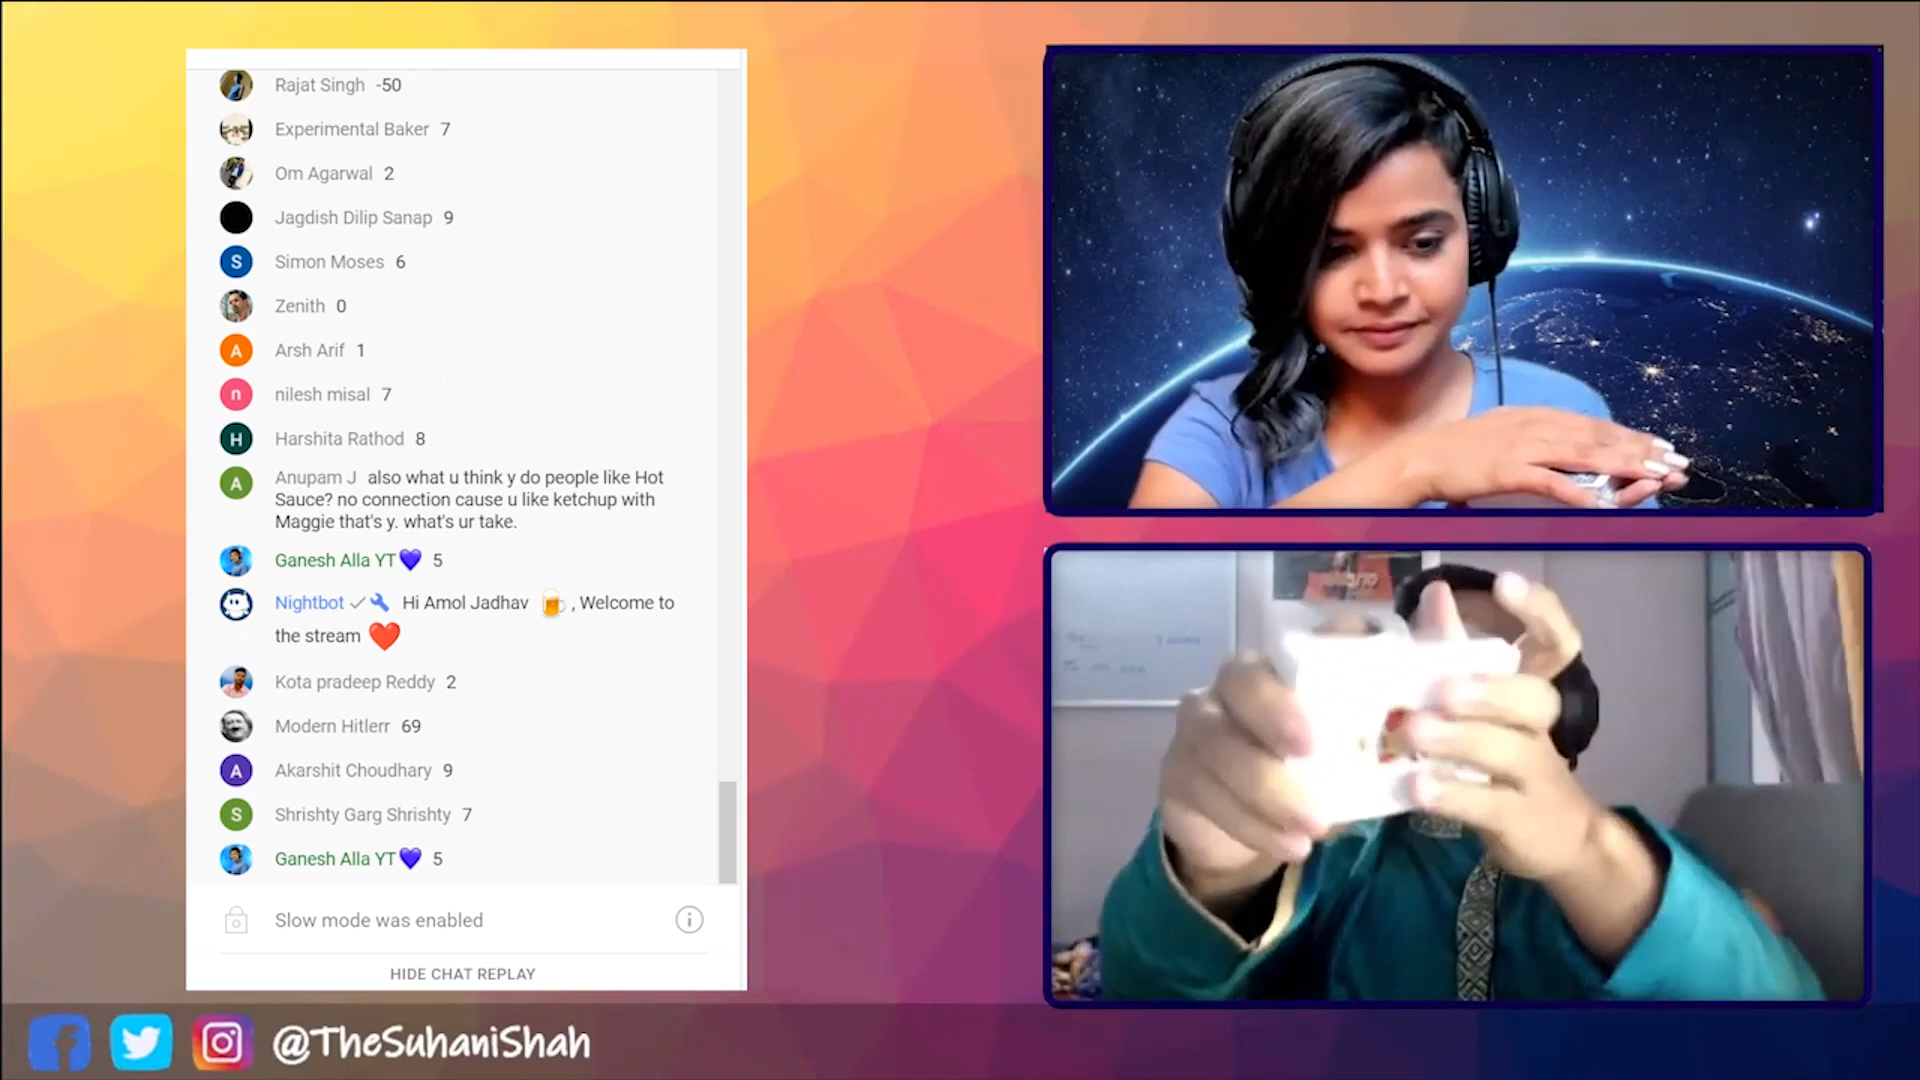 Rajat Singh -50
Experimental Baker 7
Om Agarwal 2
Jagdish Dilip Sanap 9
S Simon Moses 6
Zenith 0
A Arsh Arif 1
n nilesh misal 7
H Harshita Rathod 8
A Anupam J also what u think y do people like Hot
Sauce? no connection cause u like ketchup with
Maggie that's y. what's ur take.
Ganesh Alla YT💙 5
Nightbot ✓🔧 Hi Amol Jadhav 🍺 , Welcome to
the stream ❤️
Kota pradeep Reddy 2
Modern Hitlerr 69
A Akarshit Choudhary 9
S Shrishty Garg Shrishty 7
Ganesh Alla YT💙 5
Slow mode was enabled
HIDE CHAT REPLAY
@TheSuhaniShah